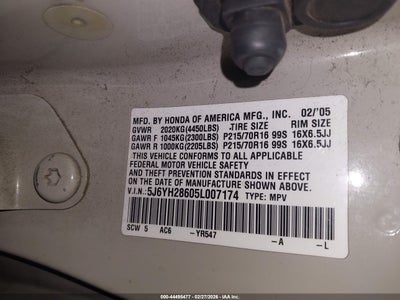 MFD. BY HONDA OF AMERICA MFG., INC. 02/'05
GVWR 2020KG(4450LBS) TIRE SIZE RIM SIZE
GAWR F 1045KG(2300LBS) P215/70R16 99S 16X6.5JJ
GAWR R 1000KG(2205LBS) P215/70R16 99S 16X6.5JJ
THIS VEHICLE CONFORMS TO ALL APPLICABLE
FEDERAL MOTOR VEHICLE SAFETY
AND THEFT PREVENTION STANDARDS IN EFFECT ON
THE DATE OF MANUFACTURE SHOWN ABOVE.
V.I.N.: 5J6YH28605L007174 TYPE: MPV
SCW 5 AC6 -YR547 -A -L
000-44495477 - 02/27/2026 - IAAHQCSC01